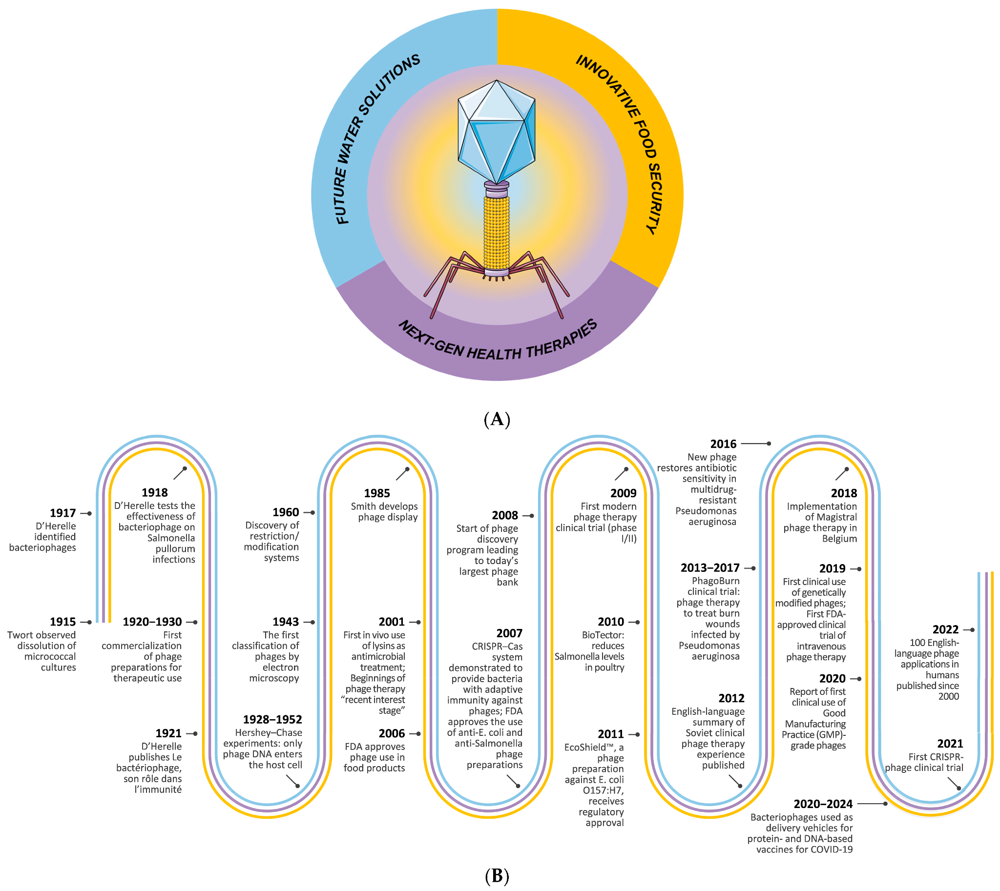 FUTURE WATER SOLUTIONS
INNOVATIVE FOOD SECURITY
NEXT-GEN HEALTH THERAPIES
(A)
1915
Twort observed
dissolution of
micrococcal
cultures
1917
D’Herelle
identified
bacteriophages
1918
D’Herelle tests the
effectiveness of
bacteriophage on
Salmonella
pullorum
infections
1920–1930
First
commercialization
of phage
preparations for
therapeutic use
1921
D’Herelle
publishes Le
bactériophage,
son rôle dans
l’immunité
1928–1952
Hershey–Chase
experiments: only
phage DNA enters
the host cell
1943
The first
classification of
phages by
electron
microscopy
1960
Discovery of
restriction/
modification
systems
1985
Smith develops
phage display
2001
First in vivo use
of lysins as
antimicrobial
treatment;
Beginnings of
phage therapy
“recent interest
stage”
2006
FDA approves
phage use in
food products
2007
CRISPR–Cas
system
demonstrated to
provide bacteria
with adaptive
immunity against
phages; FDA
approves the use
of anti-E. coli and
anti-Salmonella
phage
preparations
2008
Start of phage
discovery
program leading
to today’s
largest phage
bank
2009
First modern
phage therapy
clinical trial (phase
I/II)
2010
BioTector:
reduces
Salmonella levels
in poultry
2011
EcoShield™, a
phage
preparation
against E. coli
O157:H7,
receives
regulatory
approval
2012
English-language
summary of
Soviet clinical
phage therapy
experience
published
2013–2017
PhagoBurn
clinical trial:
phage therapy
to treat burn
wounds
infected by
Pseudomonas
aeruginosa
2016
New phage
restores antibiotic
sensitivity in
multidrug-
resistant
Pseudomonas
aeruginosa
2018
Implementation
of Magistral
phage therapy in
Belgium
2019
First clinical use
of genetically
modified phages;
First FDA-
approved clinical
trial of
intravenous
phage therapy
2020
Report of first
clinical use of
Good
Manufacturing
Practice (GMP)-
grade phages
2020–2024
Bacteriophages used as
delivery vehicles for
protein- and DNA-based
vaccines for COVID-19
2021
First CRISPR-
phage clinical trial
2022
100 English-
language phage
applications in
humans
published since
2000
(B)